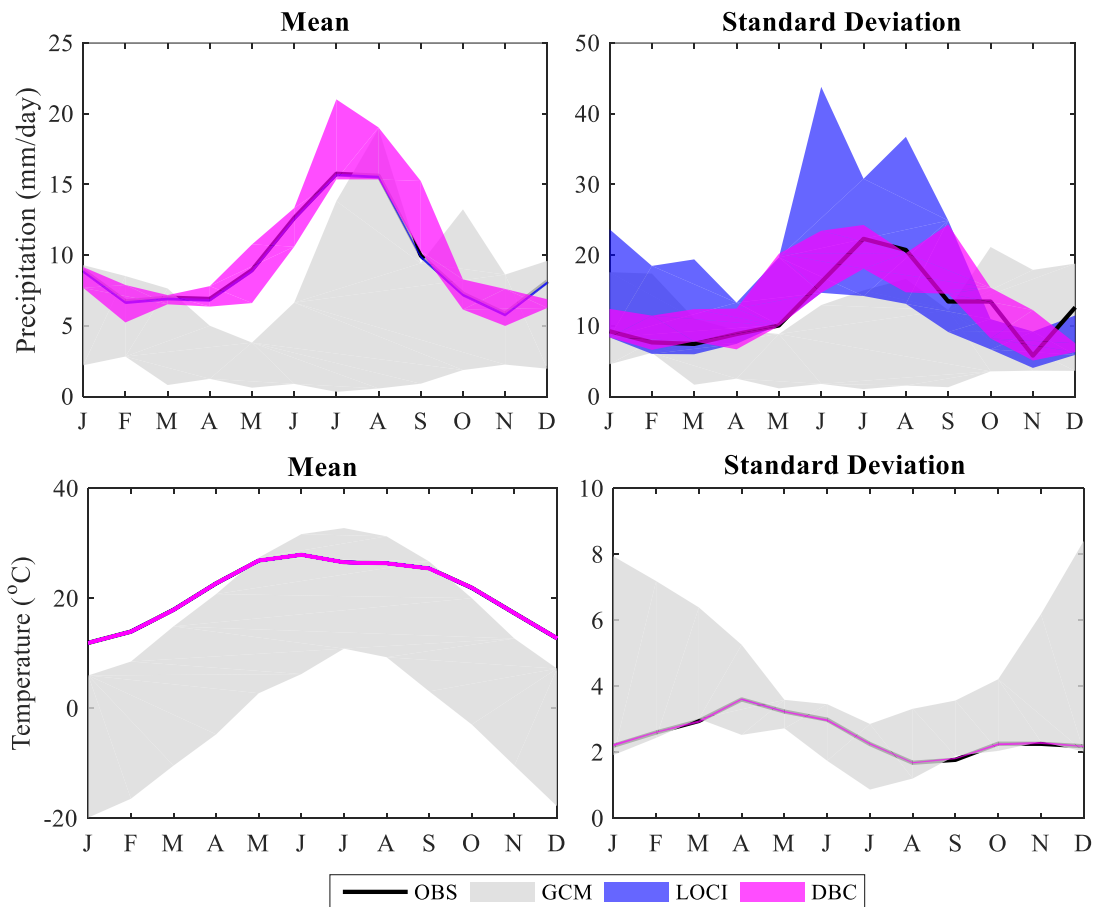 Mean
Standard Deviation
Precipitation (mm/day)
25
20
15
10
5
0
J F M A M J J A S O N D
50
40
30
20
10
0
J F M A M J J A S O N D
Mean
Standard Deviation
Temperature (°C)
40
20
0
-20
J F M A M J J A S O N D
10
8
6
4
2
0
J F M A M J J A S O N D
OBS GCM LOCI DBC